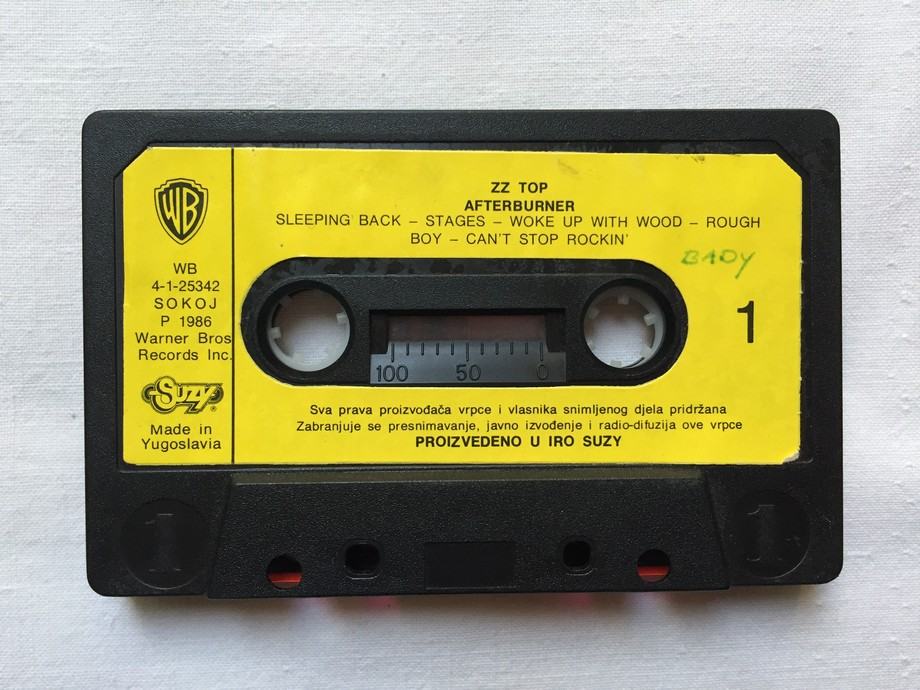 WB
WB
4-1-25342
SOKOJ
P 1986
Warner Bros
Records Inc.
SUZY
®
Made in
Yugoslavia
ZZ TOP
AFTERBURNER
SLEEPING BACK – STAGES – WOKE UP WITH WOOD – ROUGH
BOY – CAN'T STOP ROCKIN'
BADY
1
100 50 0
Sva prava proizvođača vrpce i vlasnika snimljenog djela pridržana
Zabranjuje se presnimavanje, javno izvođenje i radio-difuzija ove vrpce
PROIZVEDENO U IRO SUZY
1 1